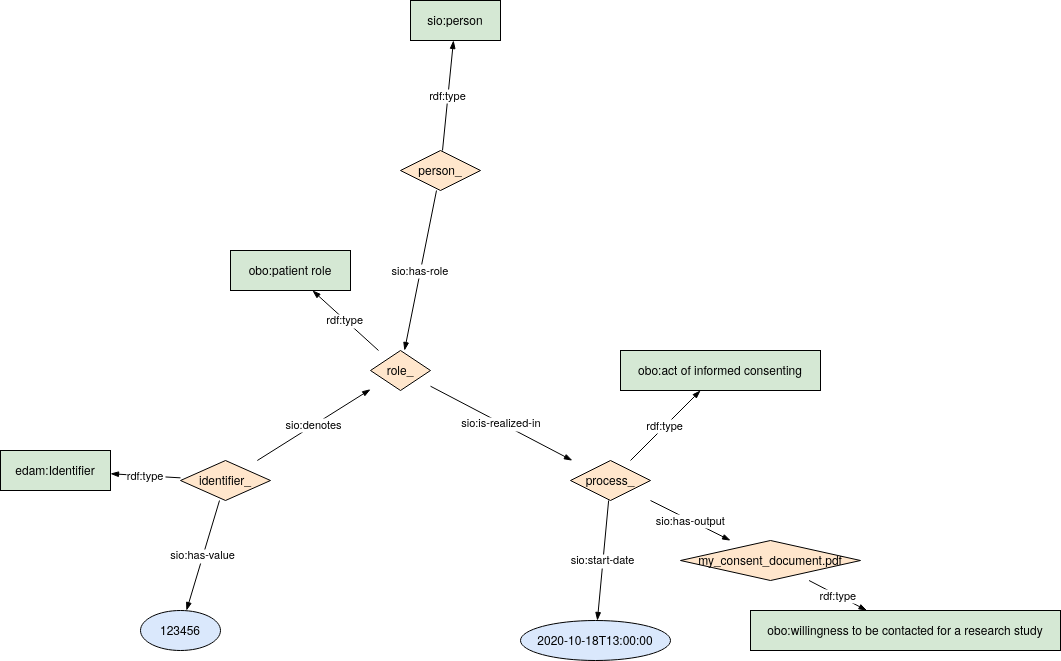 sio:person
rdf:type
person_
sio:has-role
obo:patient role
rdf:type
role_
obo:act of informed consenting
sio:denotes
sio:is-realized-in
rdf:type
edam:Identifier
rdf:type
identifier_
process_
sio:has-output
sio:has-value
sio:start-date
my_consent_document.pdf
rdf:type
123456
2020-10-18T13:00:00
obo:willingness to be contacted for a research study